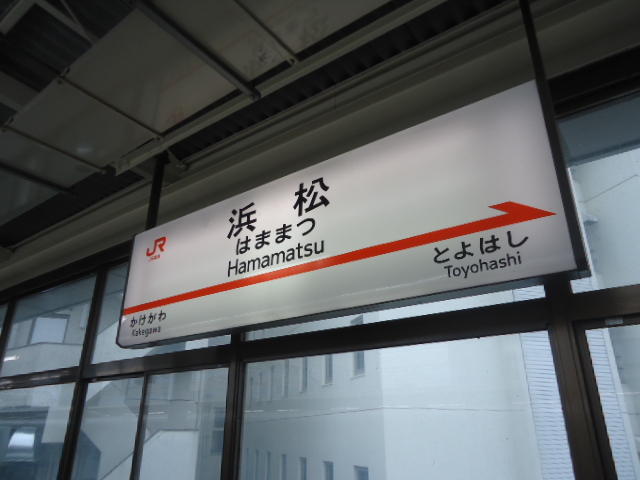 JR
浜松
はままつ
Hamamatsu
かけがわ
Kakegawa
とよはし
Toyohashi